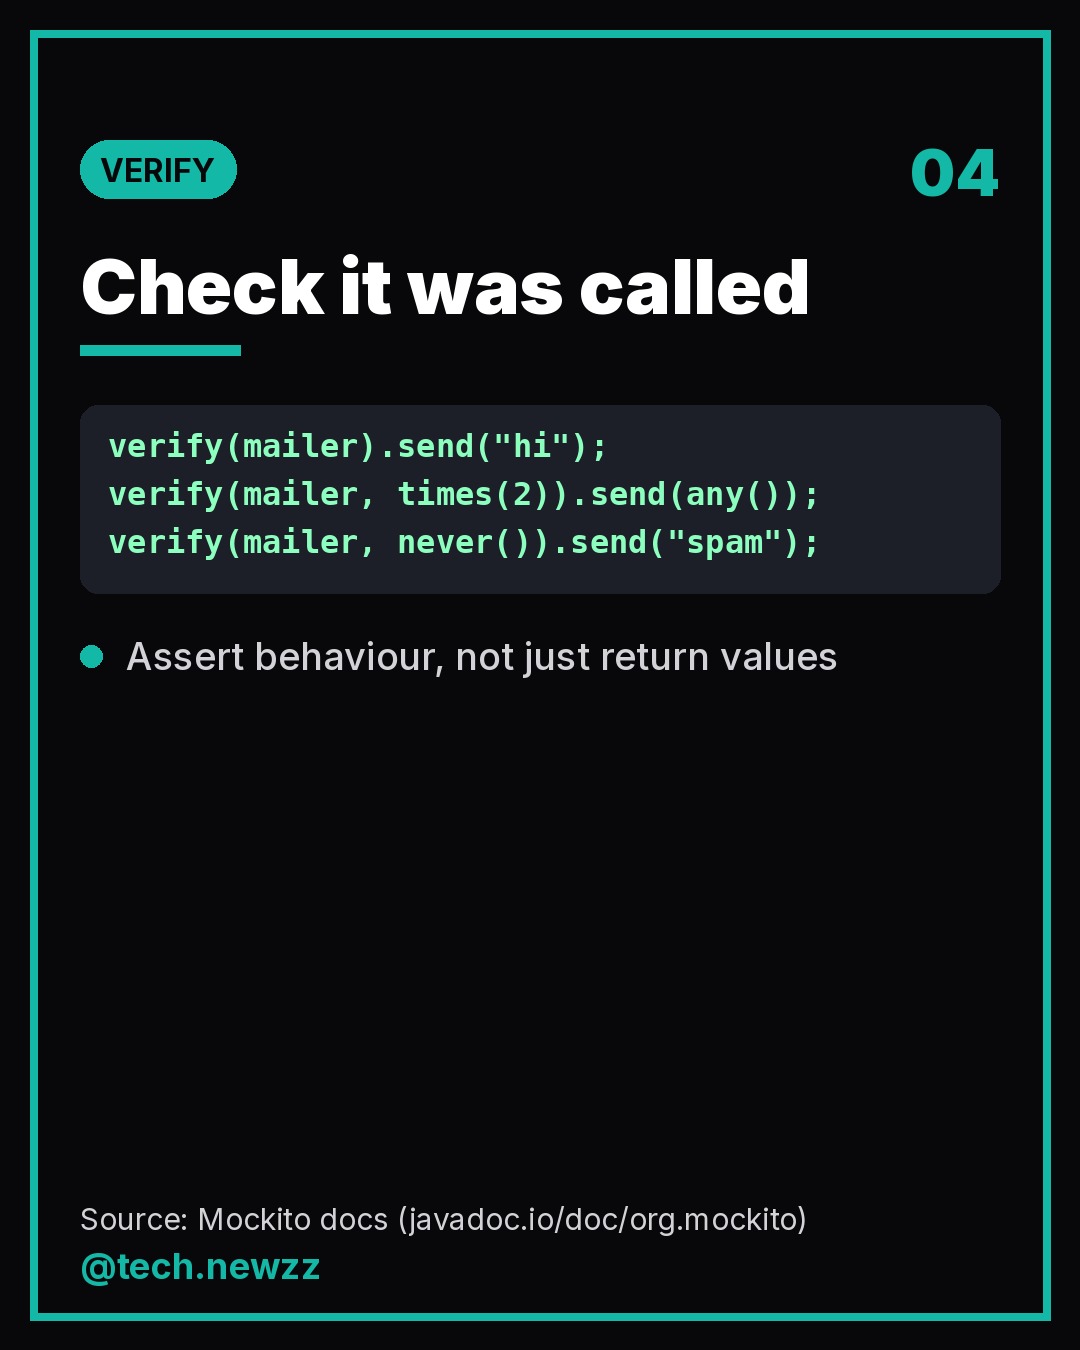 VERIFY
04
Check it was called
verify(mailer).send("hi");
verify(mailer, times(2)).send(any());
verify(mailer, never()).send("spam");
Assert behaviour, not just return values
Source: Mockito docs (javadoc.io/doc/org.mockito)
@tech.newzz